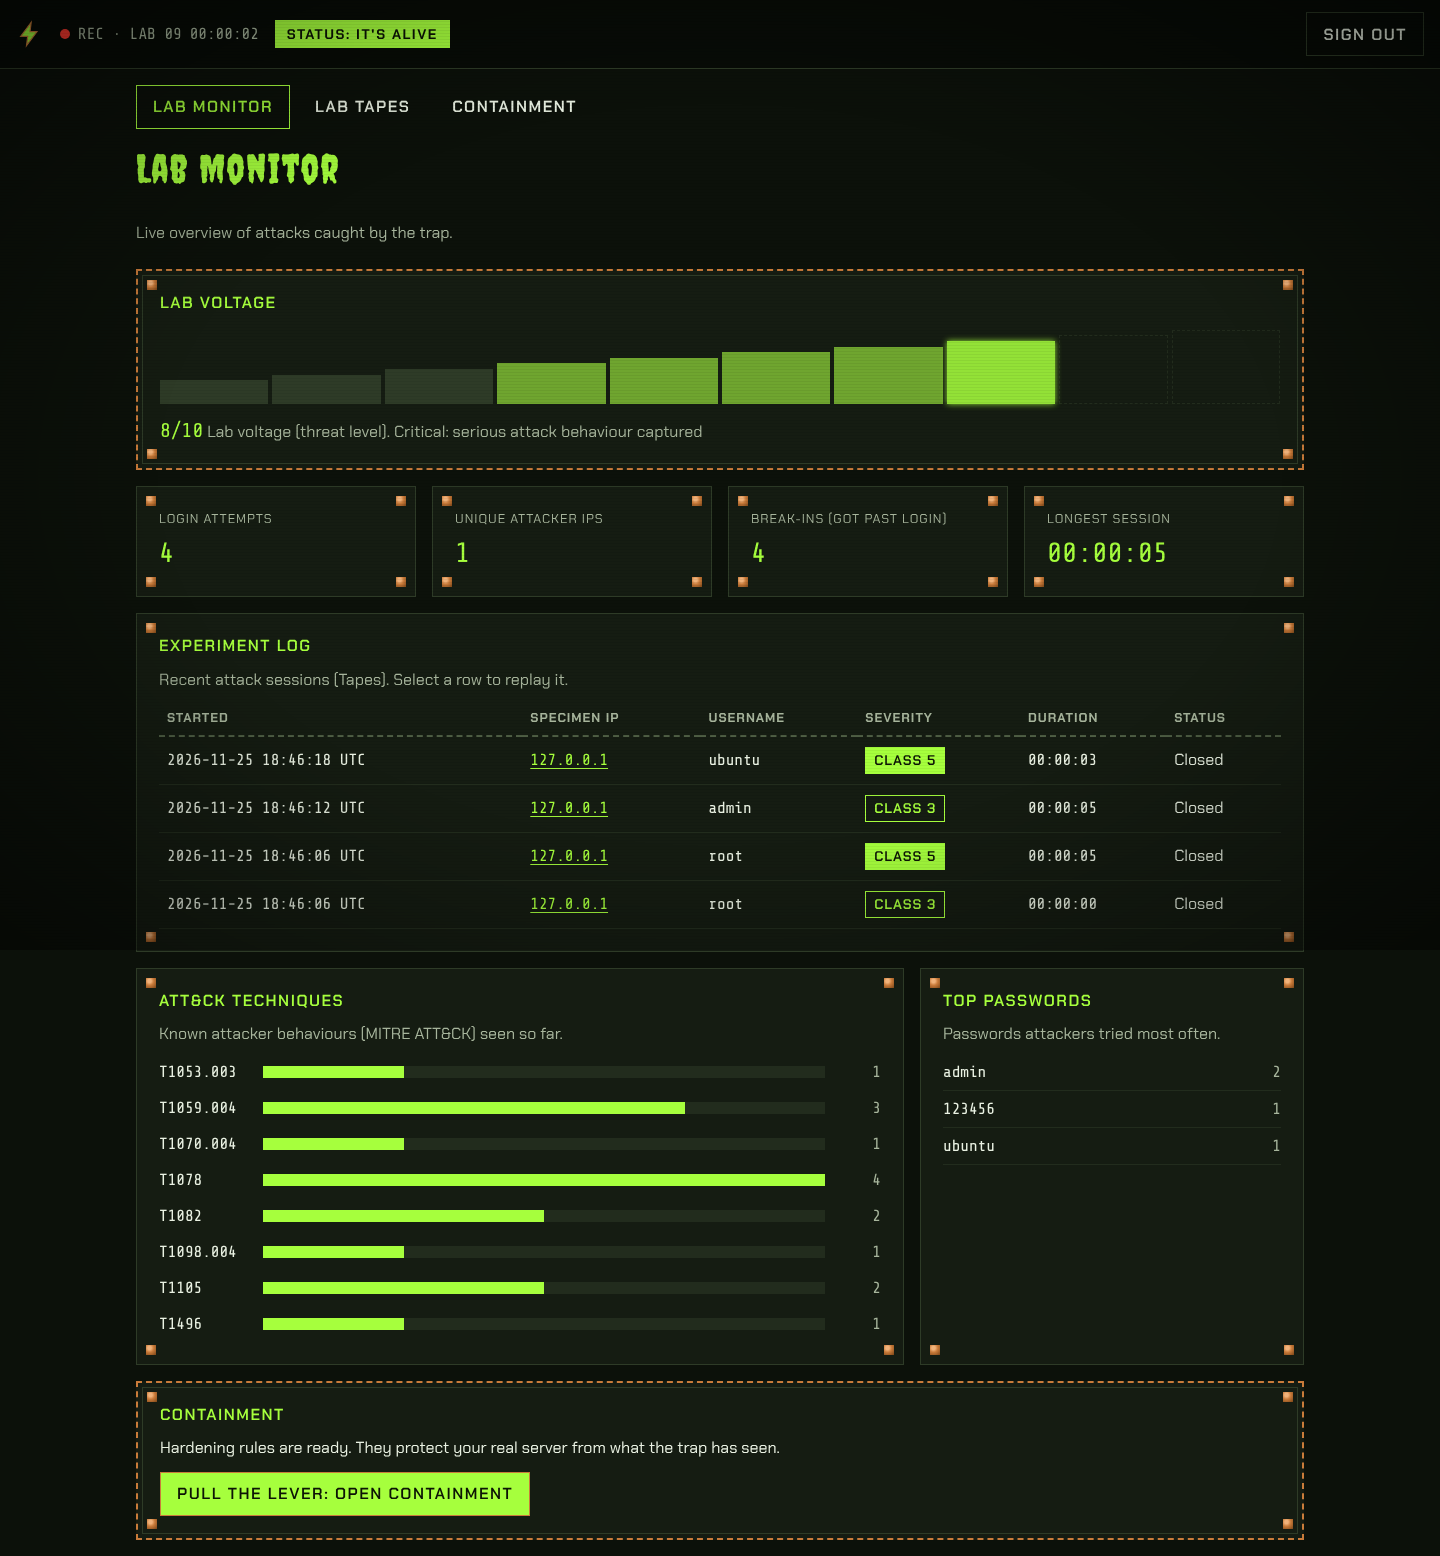 REC · LAB 09 00:00:02
STATUS: IT'S ALIVE
SIGN OUT
LAB MONITOR
LAB TAPES
CONTAINMENT
LAB MONITOR
Live overview of attacks caught by the trap.
LAB VOLTAGE
8/10 Lab voltage (threat level). Critical: serious attack behaviour captured
LOGIN ATTEMPTS
4
UNIQUE ATTACKER IPS
1
BREAK-INS (GOT PAST LOGIN)
4
LONGEST SESSION
00:00:05
EXPERIMENT LOG
Recent attack sessions (Tapes). Select a row to replay it.
STARTED SPECIMEN IP USERNAME SEVERITY DURATION STATUS
2026-11-25 18:46:18 UTC 127.0.0.1 ubuntu CLASS 5 00:00:03 Closed
2026-11-25 18:46:12 UTC 127.0.0.1 admin CLASS 3 00:00:05 Closed
2026-11-25 18:46:06 UTC 127.0.0.1 root CLASS 5 00:00:05 Closed
2026-11-25 18:46:06 UTC 127.0.0.1 root CLASS 3 00:00:00 Closed
ATT&CK TECHNIQUES
Known attacker behaviours (MITRE ATT&CK) seen so far.
T1053.003 1
T1059.004 3
T1070.004 1
T1078 4
T1082 2
T1098.004 1
T1105 2
T1496 1
TOP PASSWORDS
Passwords attackers tried most often.
admin 2
123456 1
ubuntu 1
CONTAINMENT
Hardening rules are ready. They protect your real server from what the trap has seen.
PULL THE LEVER: OPEN CONTAINMENT